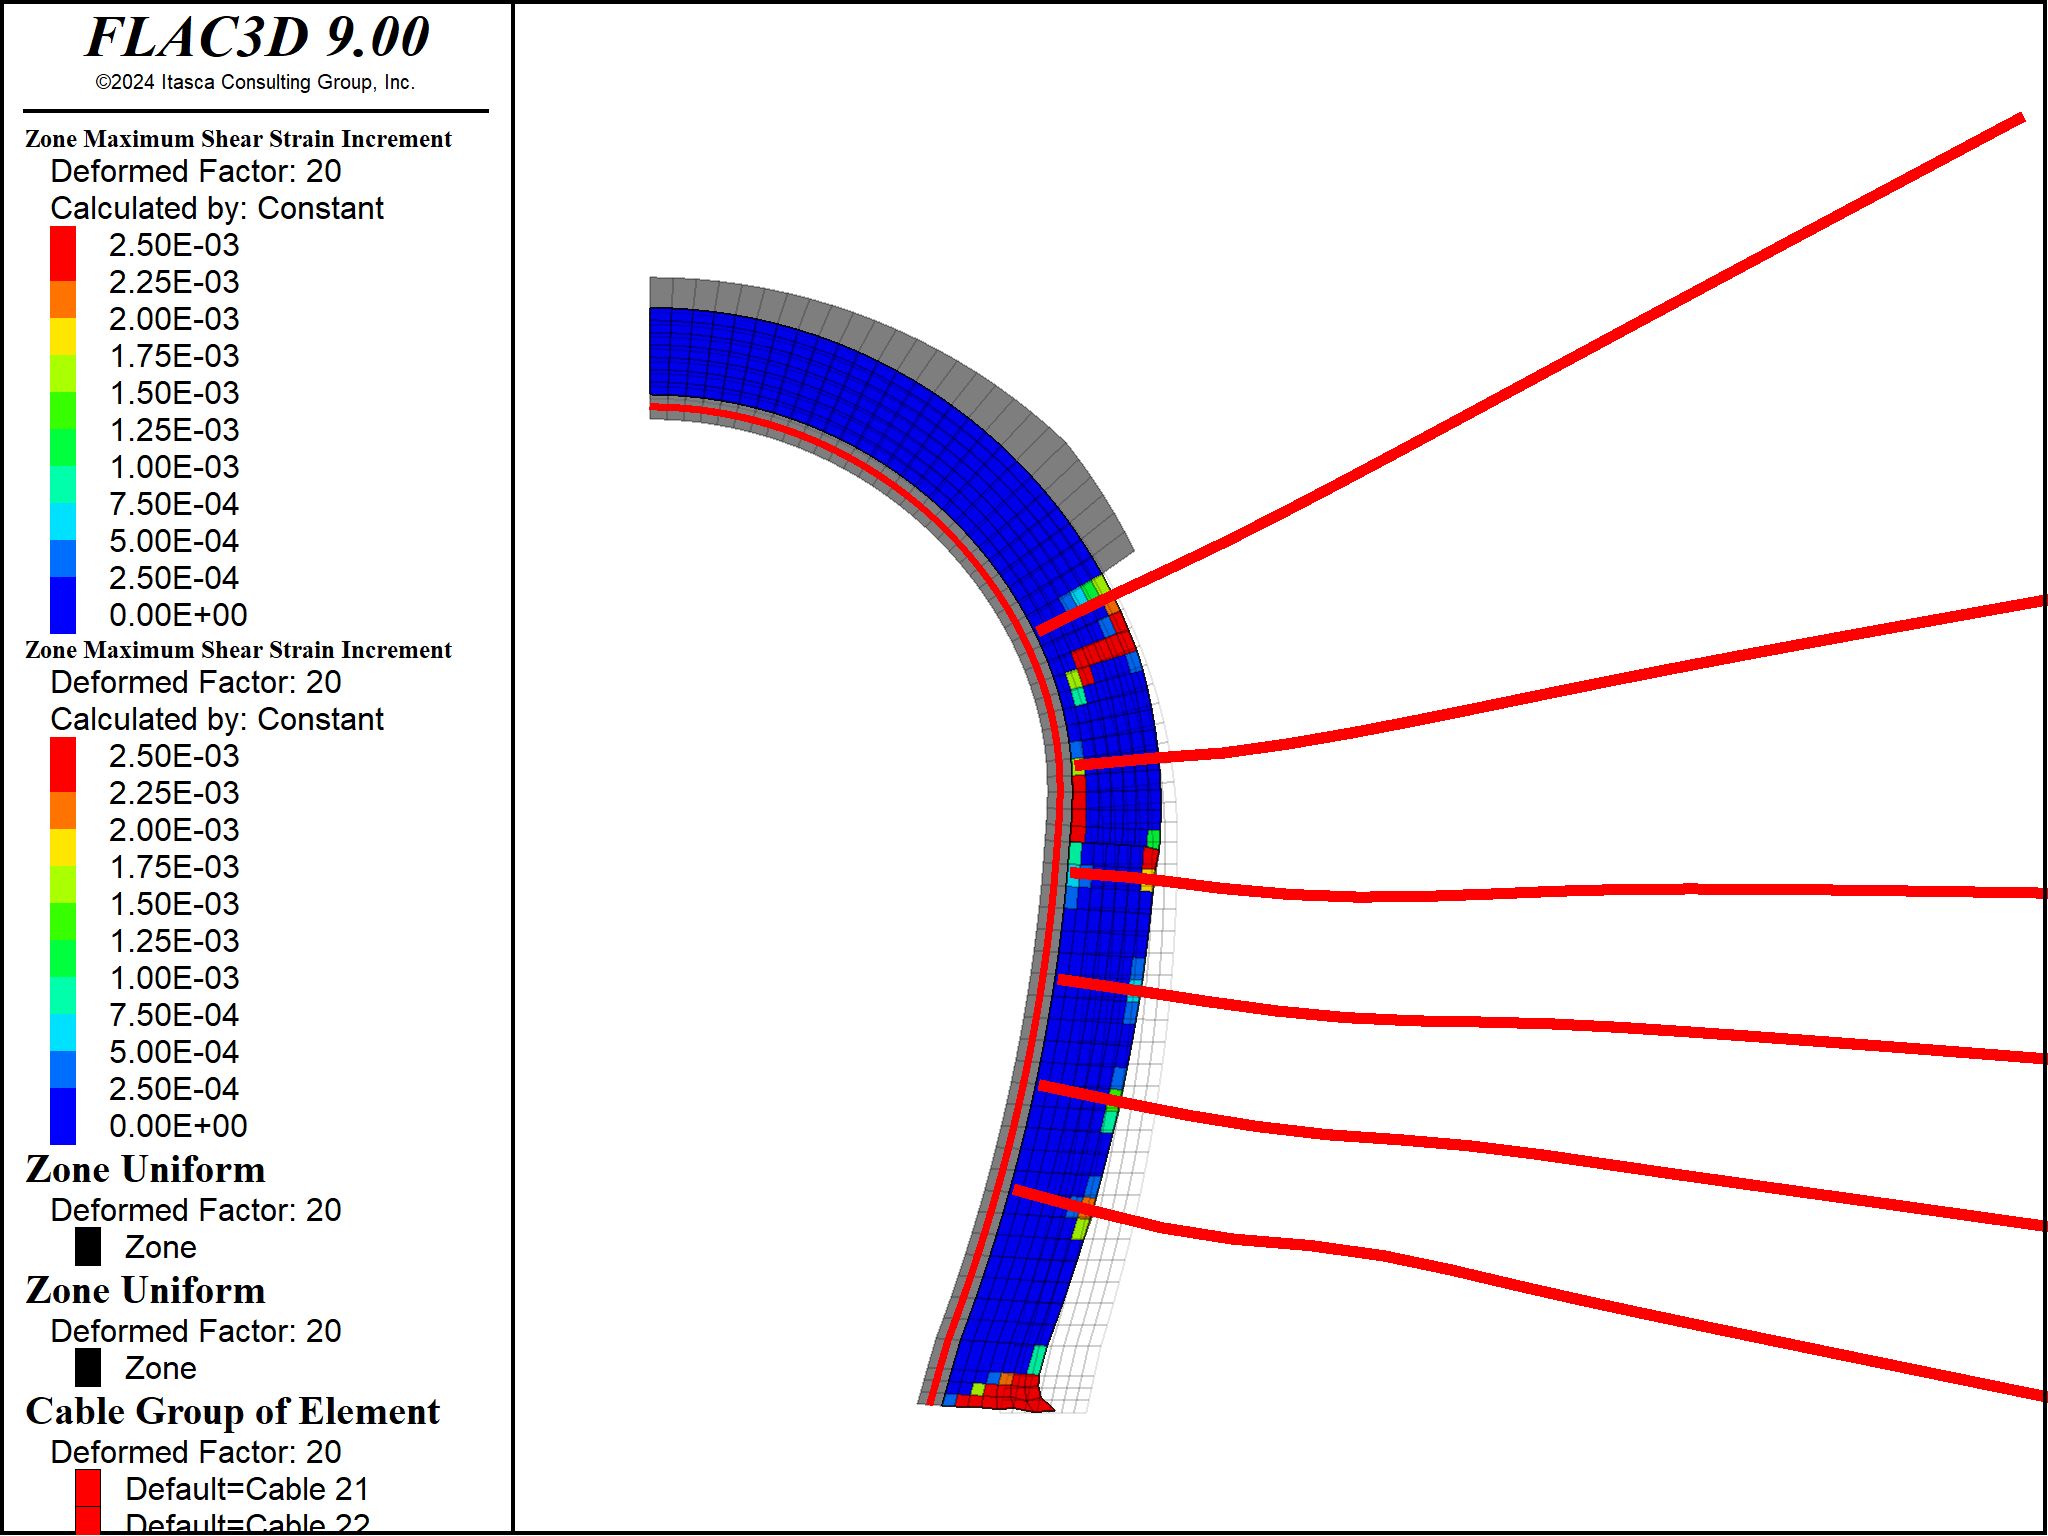 FLAC3D 9.00
©2024 Itasca Consulting Group, Inc.
Zone Maximum Shear Strain Increment
Deformed Factor: 20
Calculated by: Constant
2.50E-03
2.25E-03
2.00E-03
1.75E-03
1.50E-03
1.25E-03
1.00E-03
7.50E-04
5.00E-04
2.50E-04
0.00E+00
Zone Maximum Shear Strain Increment
Deformed Factor: 20
Calculated by: Constant
2.50E-03
2.25E-03
2.00E-03
1.75E-03
1.50E-03
1.25E-03
1.00E-03
7.50E-04
5.00E-04
2.50E-04
0.00E+00
Zone Uniform
Deformed Factor: 20
Zone
Zone Uniform
Deformed Factor: 20
Zone
Cable Group of Element
Deformed Factor: 20
Default=Cable 21
Default=Cable 22